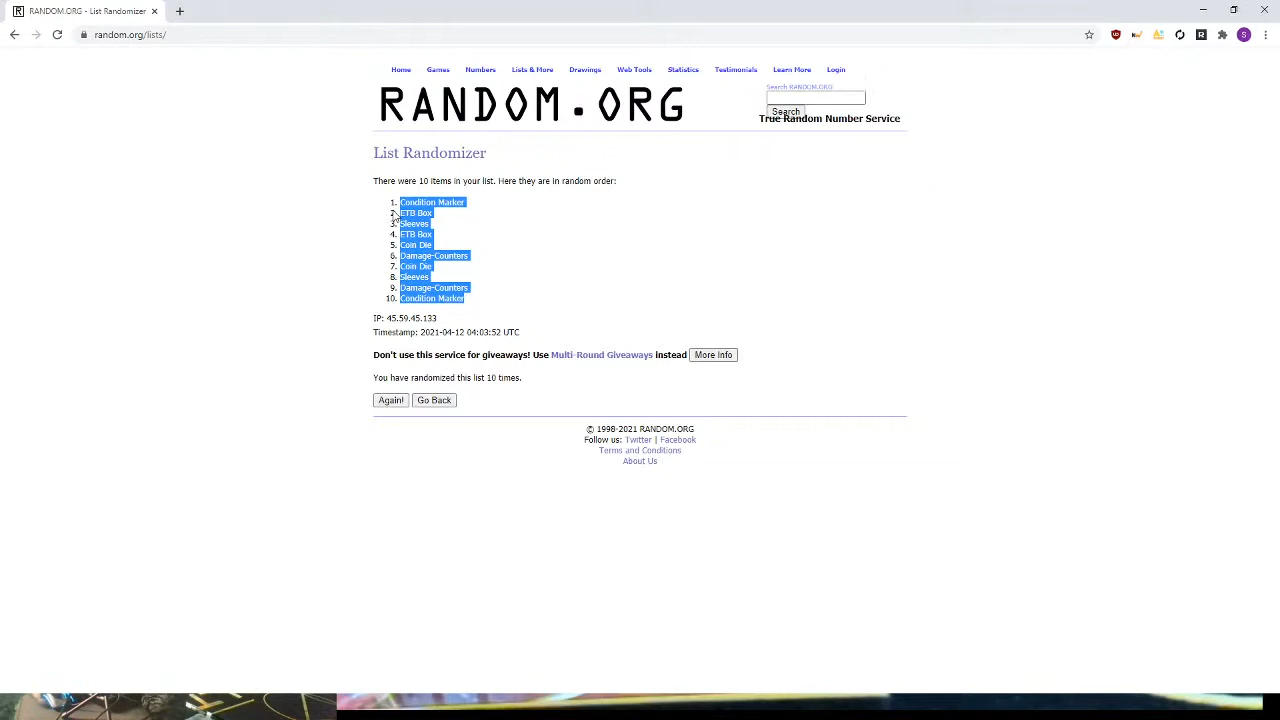 RANDOM.ORG - List Randomizer
random.org/lists/
S
Home Games Numbers Lists & More Drawings Web Tools Statistics Testimonials Learn More Login
RANDOM.ORG
Search RANDOM.ORG
Search
True Random Number Service
List Randomizer
There were 10 items in your list. Here they are in random order:
1. Condition Marker
2. ETB Box
3. Sleeves
4. ETB Box
5. Coin Die
6. Damage-Counters
7. Coin Die
8. Sleeves
9. Damage-Counters
10. Condition Marker
IP: 45.59.45.133
Timestamp: 2021-04-12 04:03:52 UTC
Don't use this service for giveaways! Use Multi-Round Giveaways instead More Info
You have randomized this list 10 times.
Again! Go Back
© 1998-2021 RANDOM.ORG
Follow us: Twitter | Facebook
Terms and Conditions
About Us